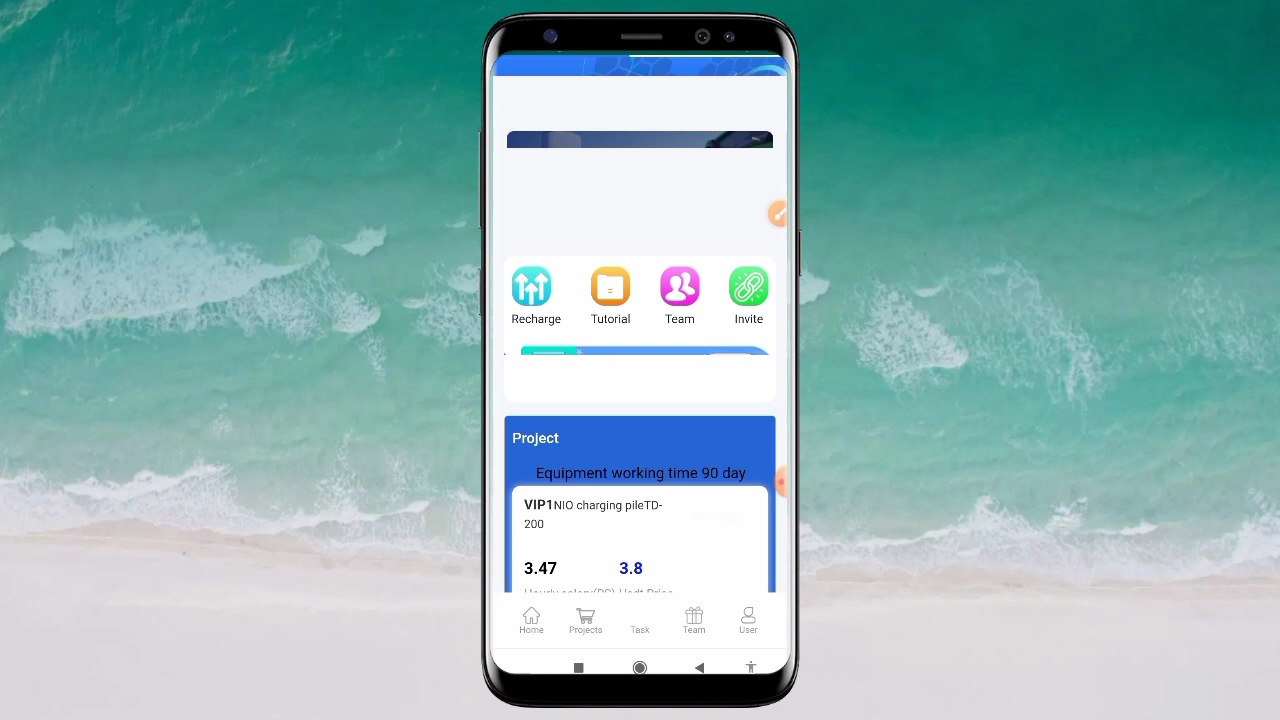 Recharge
Tutorial
Team
Invite
Project
Equipment working time 90 day
VIP1NIO charging pileTD-
200
3.47
3.8
Home
Projects
Task
Team
User